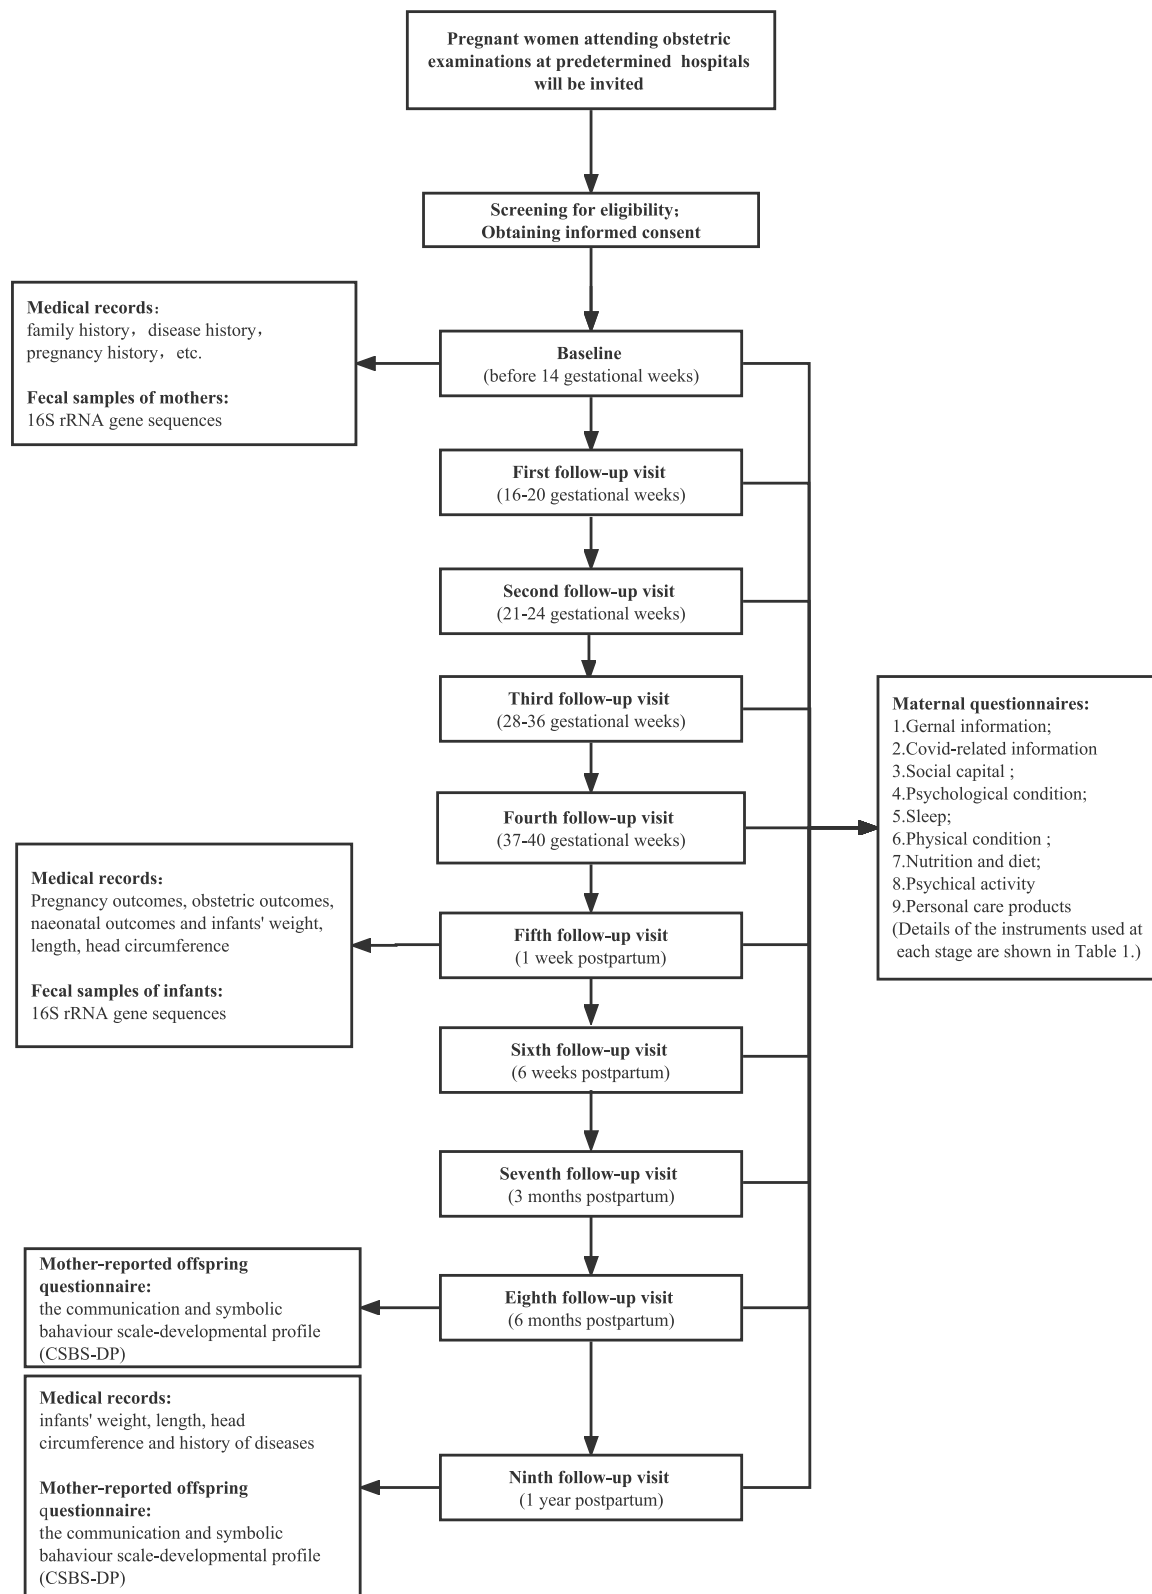 Pregnant women attending obstetric
examinations at predetermined hospitals
will be invited
Screening for eligibility；
Obtaining informed consent
Medical records：
family history，disease history，
pregnancy history，etc.
Fecal samples of mothers:
16S rRNA gene sequences
Baseline
(before 14 gestational weeks)
First follow-up visit
(16-20 gestational weeks)
Second follow-up visit
(21-24 gestational weeks)
Third follow-up visit
(28-36 gestational weeks)
Maternal questionnaires:
1.Gernal information;
2.Covid-related information
3.Social capital ;
4.Psychological condition;
5.Sleep;
6.Physical condition ;
7.Nutrition and diet;
8.Psychical activity
9.Personal care products
(Details of the instruments used at
each stage are shown in Table 1.)
Fourth follow-up visit
(37-40 gestational weeks)
Medical records：
Pregnancy outcomes, obstetric outcomes,
naeonatal outcomes and infants' weight,
length, head circumference
Fecal samples of infants:
16S rRNA gene sequences
Fifth follow-up visit
(1 week postpartum)
Sixth follow-up visit
(6 weeks postpartum)
Seventh follow-up visit
(3 months postpartum)
Mother-reported offspring
questionnaire:
the communication and symbolic
bahaviour scale-developmental profile
(CSBS-DP)
Eighth follow-up visit
(6 months postpartum)
Medical records:
infants' weight, length, head
circumference and history of diseases
Mother-reported offspring
questionnaire:
the communication and symbolic
bahaviour scale-developmental profile
(CSBS-DP)
Ninth follow-up visit
(1 year postpartum)